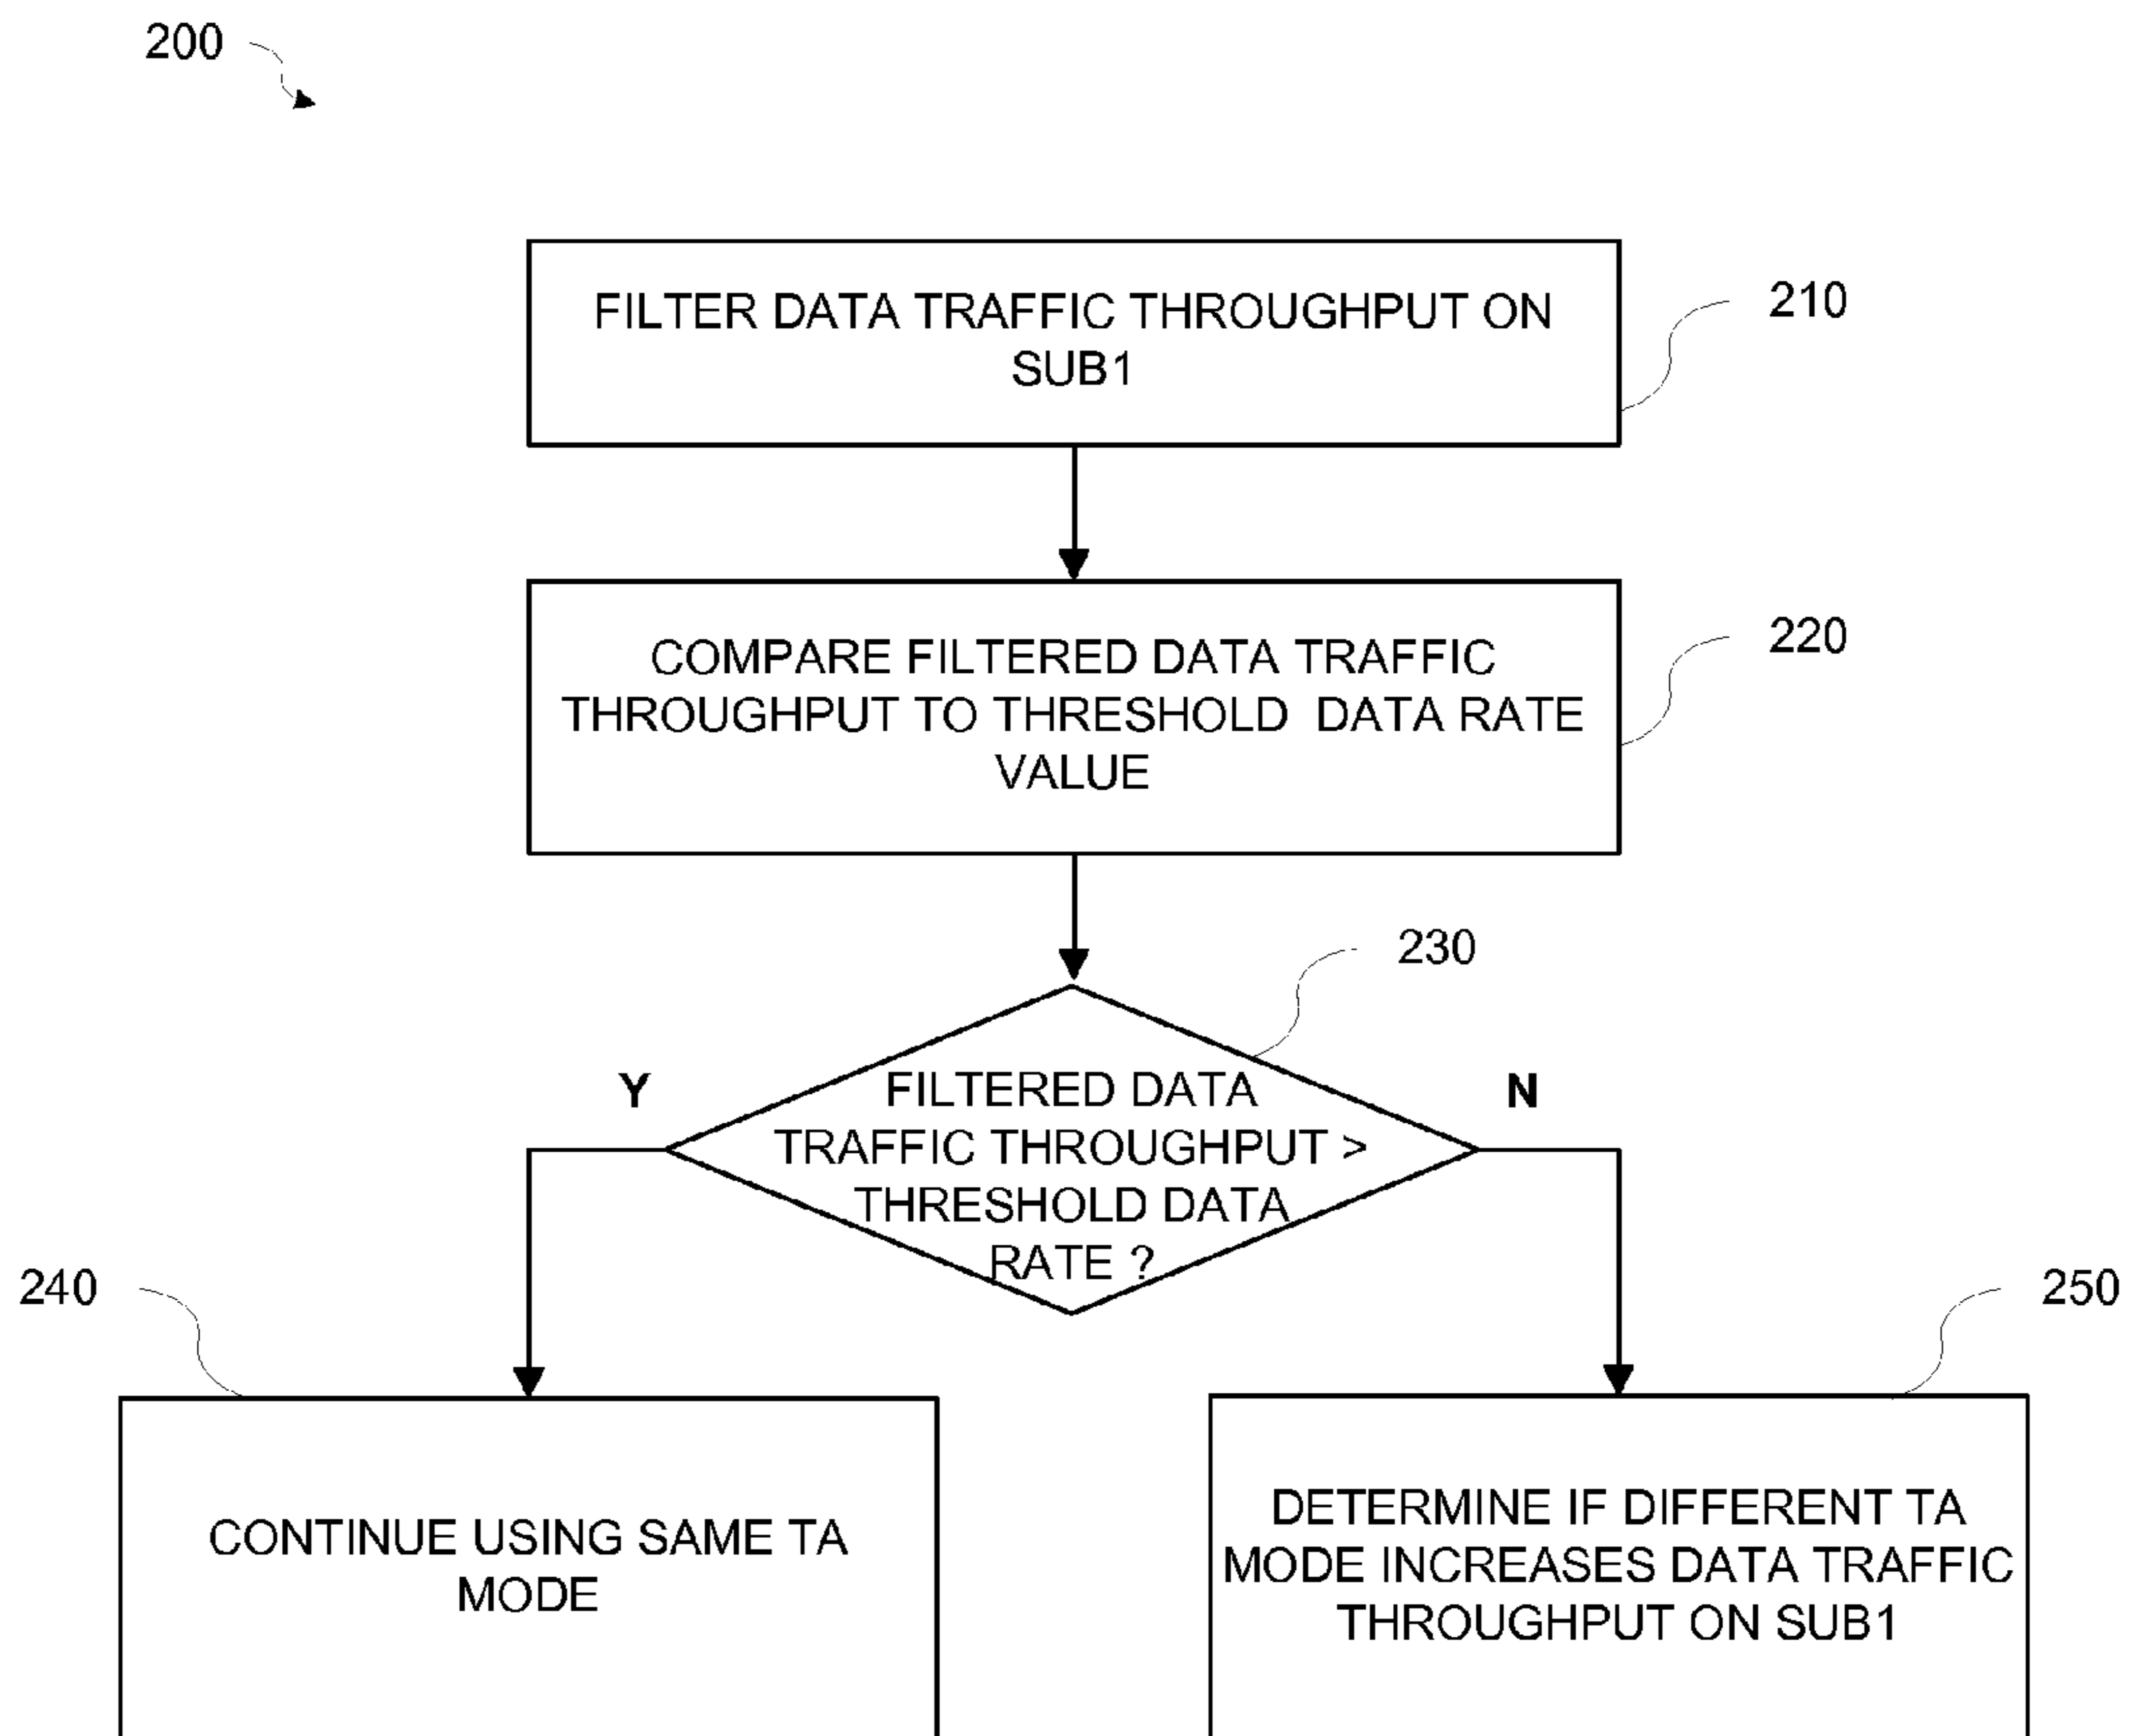 200
FILTER DATA TRAFFIC THROUGHPUT ON
SUB1
210
COMPARE FILTERED DATA TRAFFIC
THROUGHPUT TO THRESHOLD DATA RATE
VALUE
220
230
Y
N
FILTERED DATA
TRAFFIC THROUGHPUT >
THRESHOLD DATA
RATE ?
240
250
CONTINUE USING SAME TA
MODE
DETERMINE IF DIFFERENT TA
MODE INCREASES DATA TRAFFIC
THROUGHPUT ON SUB1